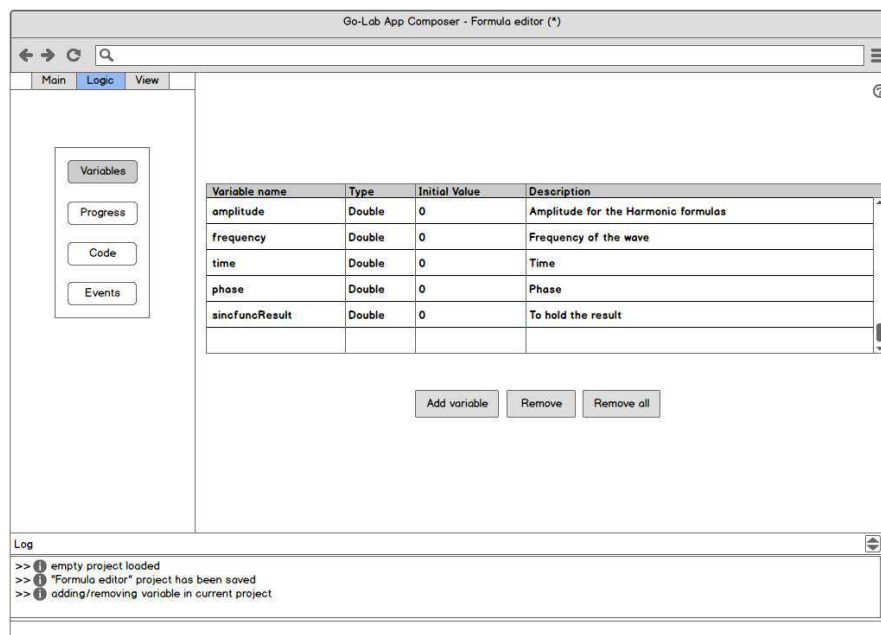 Go-Lab App Composer - Formula editor (*)
Main Logic View
Variables
Progress
Code
Events
Variable name Type Initial Value Description
amplitude Double 0 Amplitude for the Harmonic formulas
frequency Double 0 Frequency of the wave
time Double 0 Time
phase Double 0 Phase
sincfuncResult Double 0 To hold the result
Add variable Remove Remove all
Log
>> empty project loaded
>> "Formula editor" project has been saved
>> adding/removing variable in current project